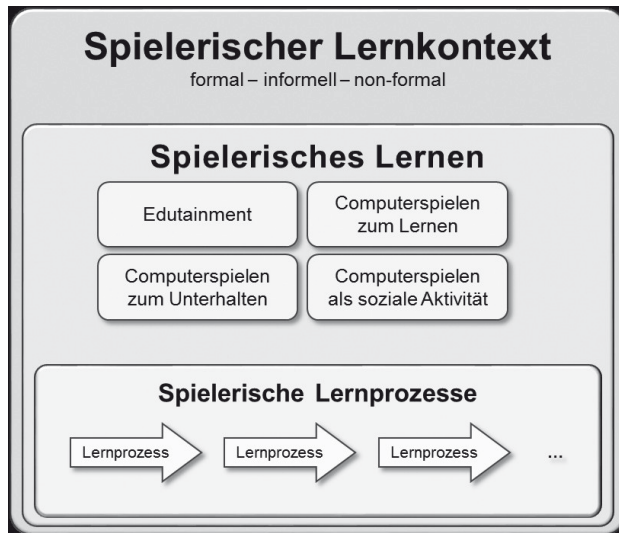 Spielerischer Lernkontext
formal – informell – non-formal
Spielerisches Lernen
Edutainment
Computerspielen
zum Lernen
Computerspielen
zum Unterhalten
Computerspielen
als soziale Aktivität
Spielerische Lernprozesse
Lernprozess
Lernprozess
Lernprozess
...